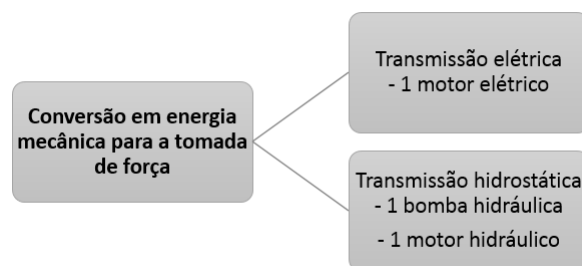 Conversão em energia
mecânica para a tomada
de força
Transmissão elétrica
- 1 motor elétrico
Transmissão hidrostática
- 1 bomba hidráulica
- 1 motor hidráulico